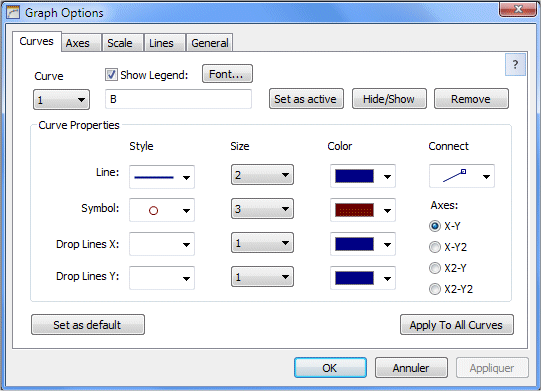 Graph Options
Curves Axes Scale Lines General
?
Curve Show Legend: Font...
1 B Set as active Hide/Show Remove
Curve Properties
Style Size Color Connect
Line: 2
Symbol: 3 Axes:
X-Y
Drop Lines X: 1 X-Y2
X2-Y
Drop Lines Y: 1 X2-Y2
Set as default Apply To All Curves
OK Annuler Appliquer